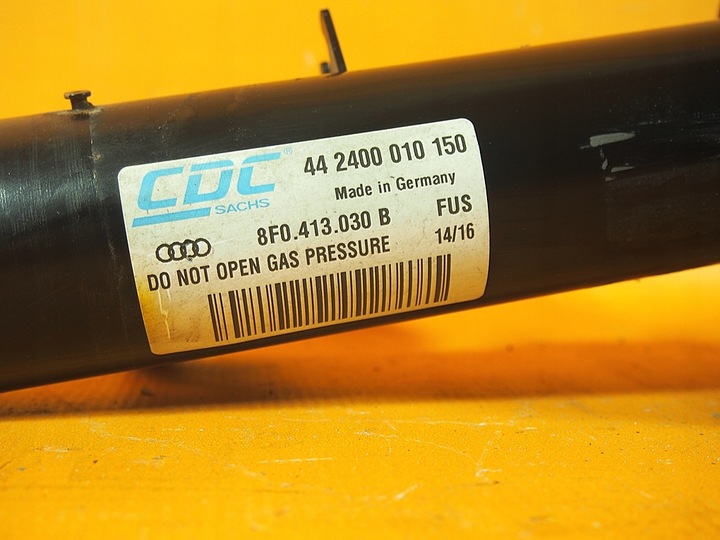 CDC® 44 2400 010 150
SACHS Made in Germany
8F0.413.030 B FUS
DO NOT OPEN GAS PRESSURE 14/16